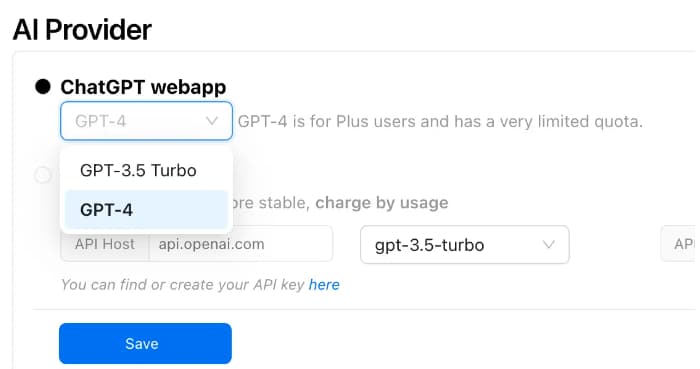 AI Provider
ChatGPT webapp
GPT-4 GPT-4 is for Plus users and has a very limited quota.
GPT-3.5 Turbo
GPT-4
stable, charge by usage
API Host api.openai.com gpt-3.5-turbo
You can find or create your API key here
Save